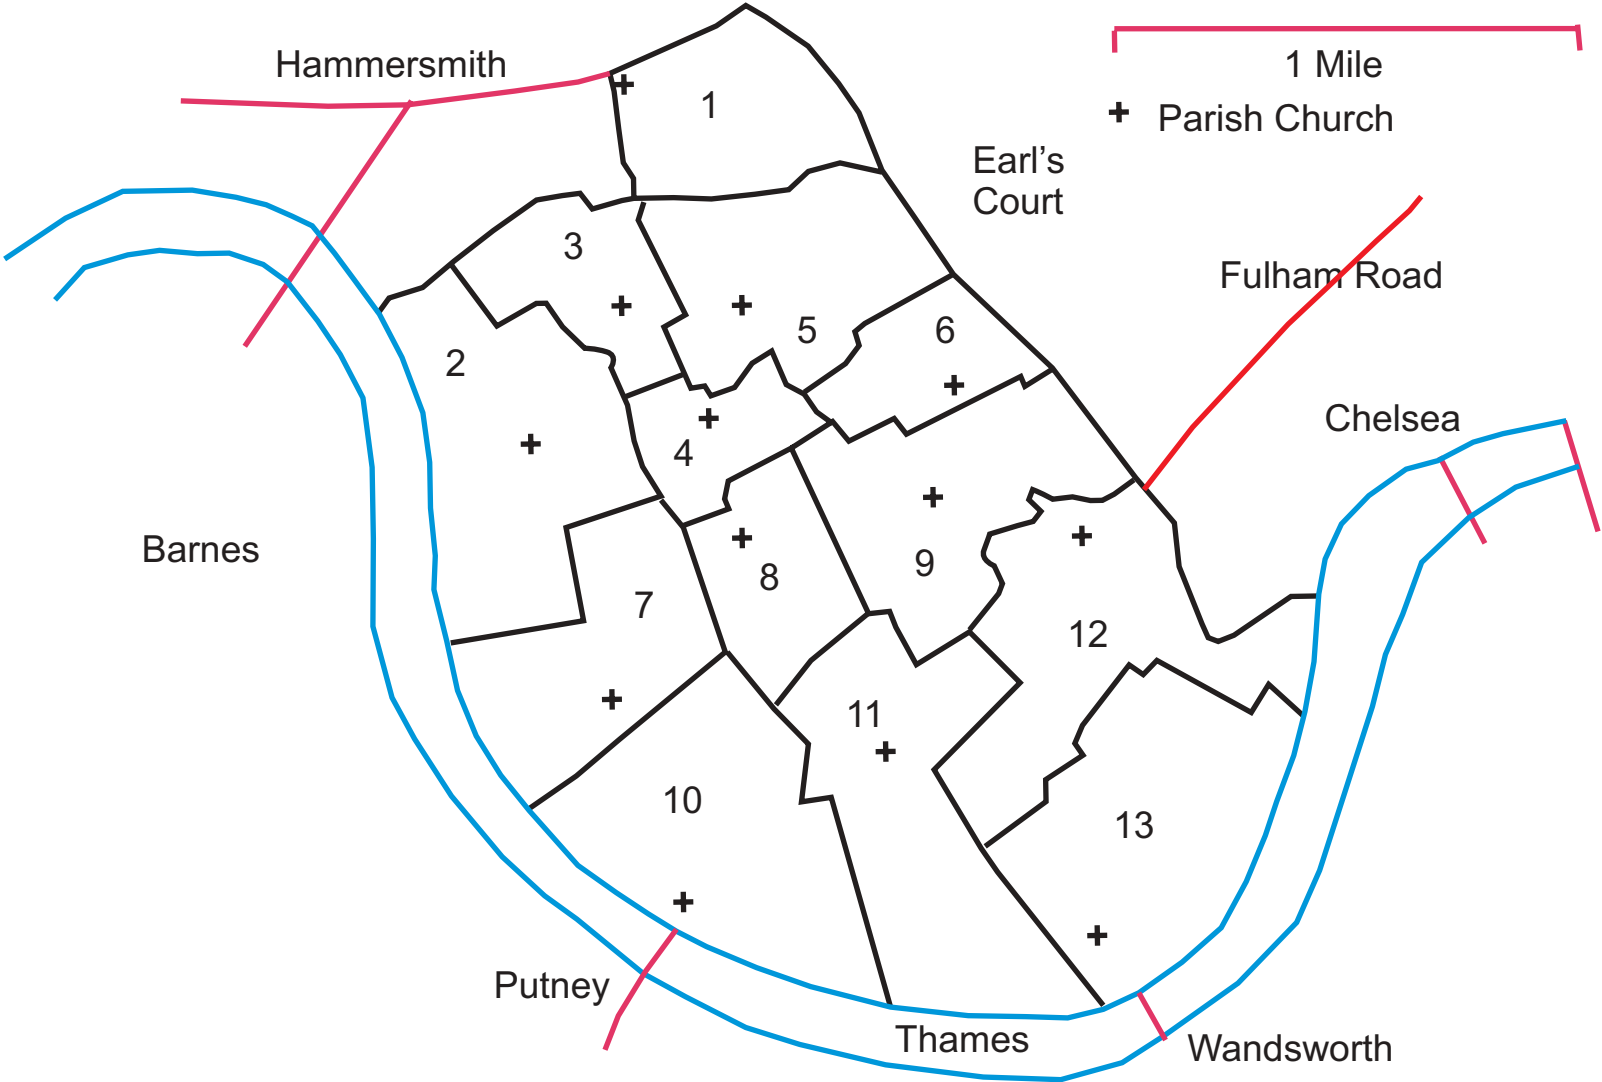 Hammersmith
1 Mile
1
Parish Church
Earl’s
Court
3
Fulham Road
5
6
2
Chelsea
4
Barnes
9
8
7
12
11
10
13
Putney
Thames
Wandsworth